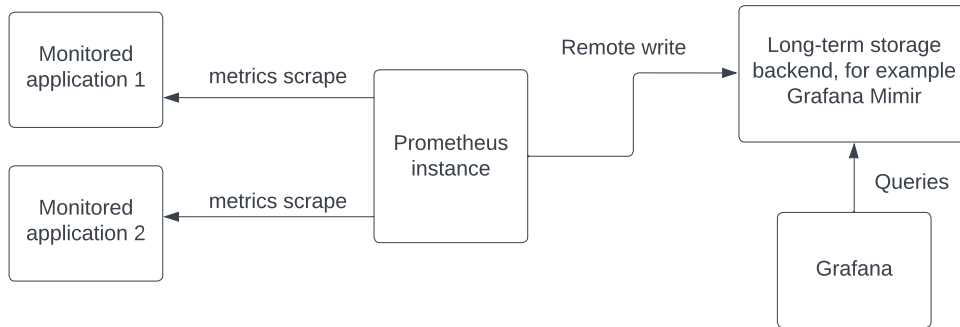 Monitored
application 1
metrics scrape
Monitored
application 2
metrics scrape
Prometheus
instance
Remote write
Long-term storage
backend, for example
Grafana Mimir
Queries
Grafana